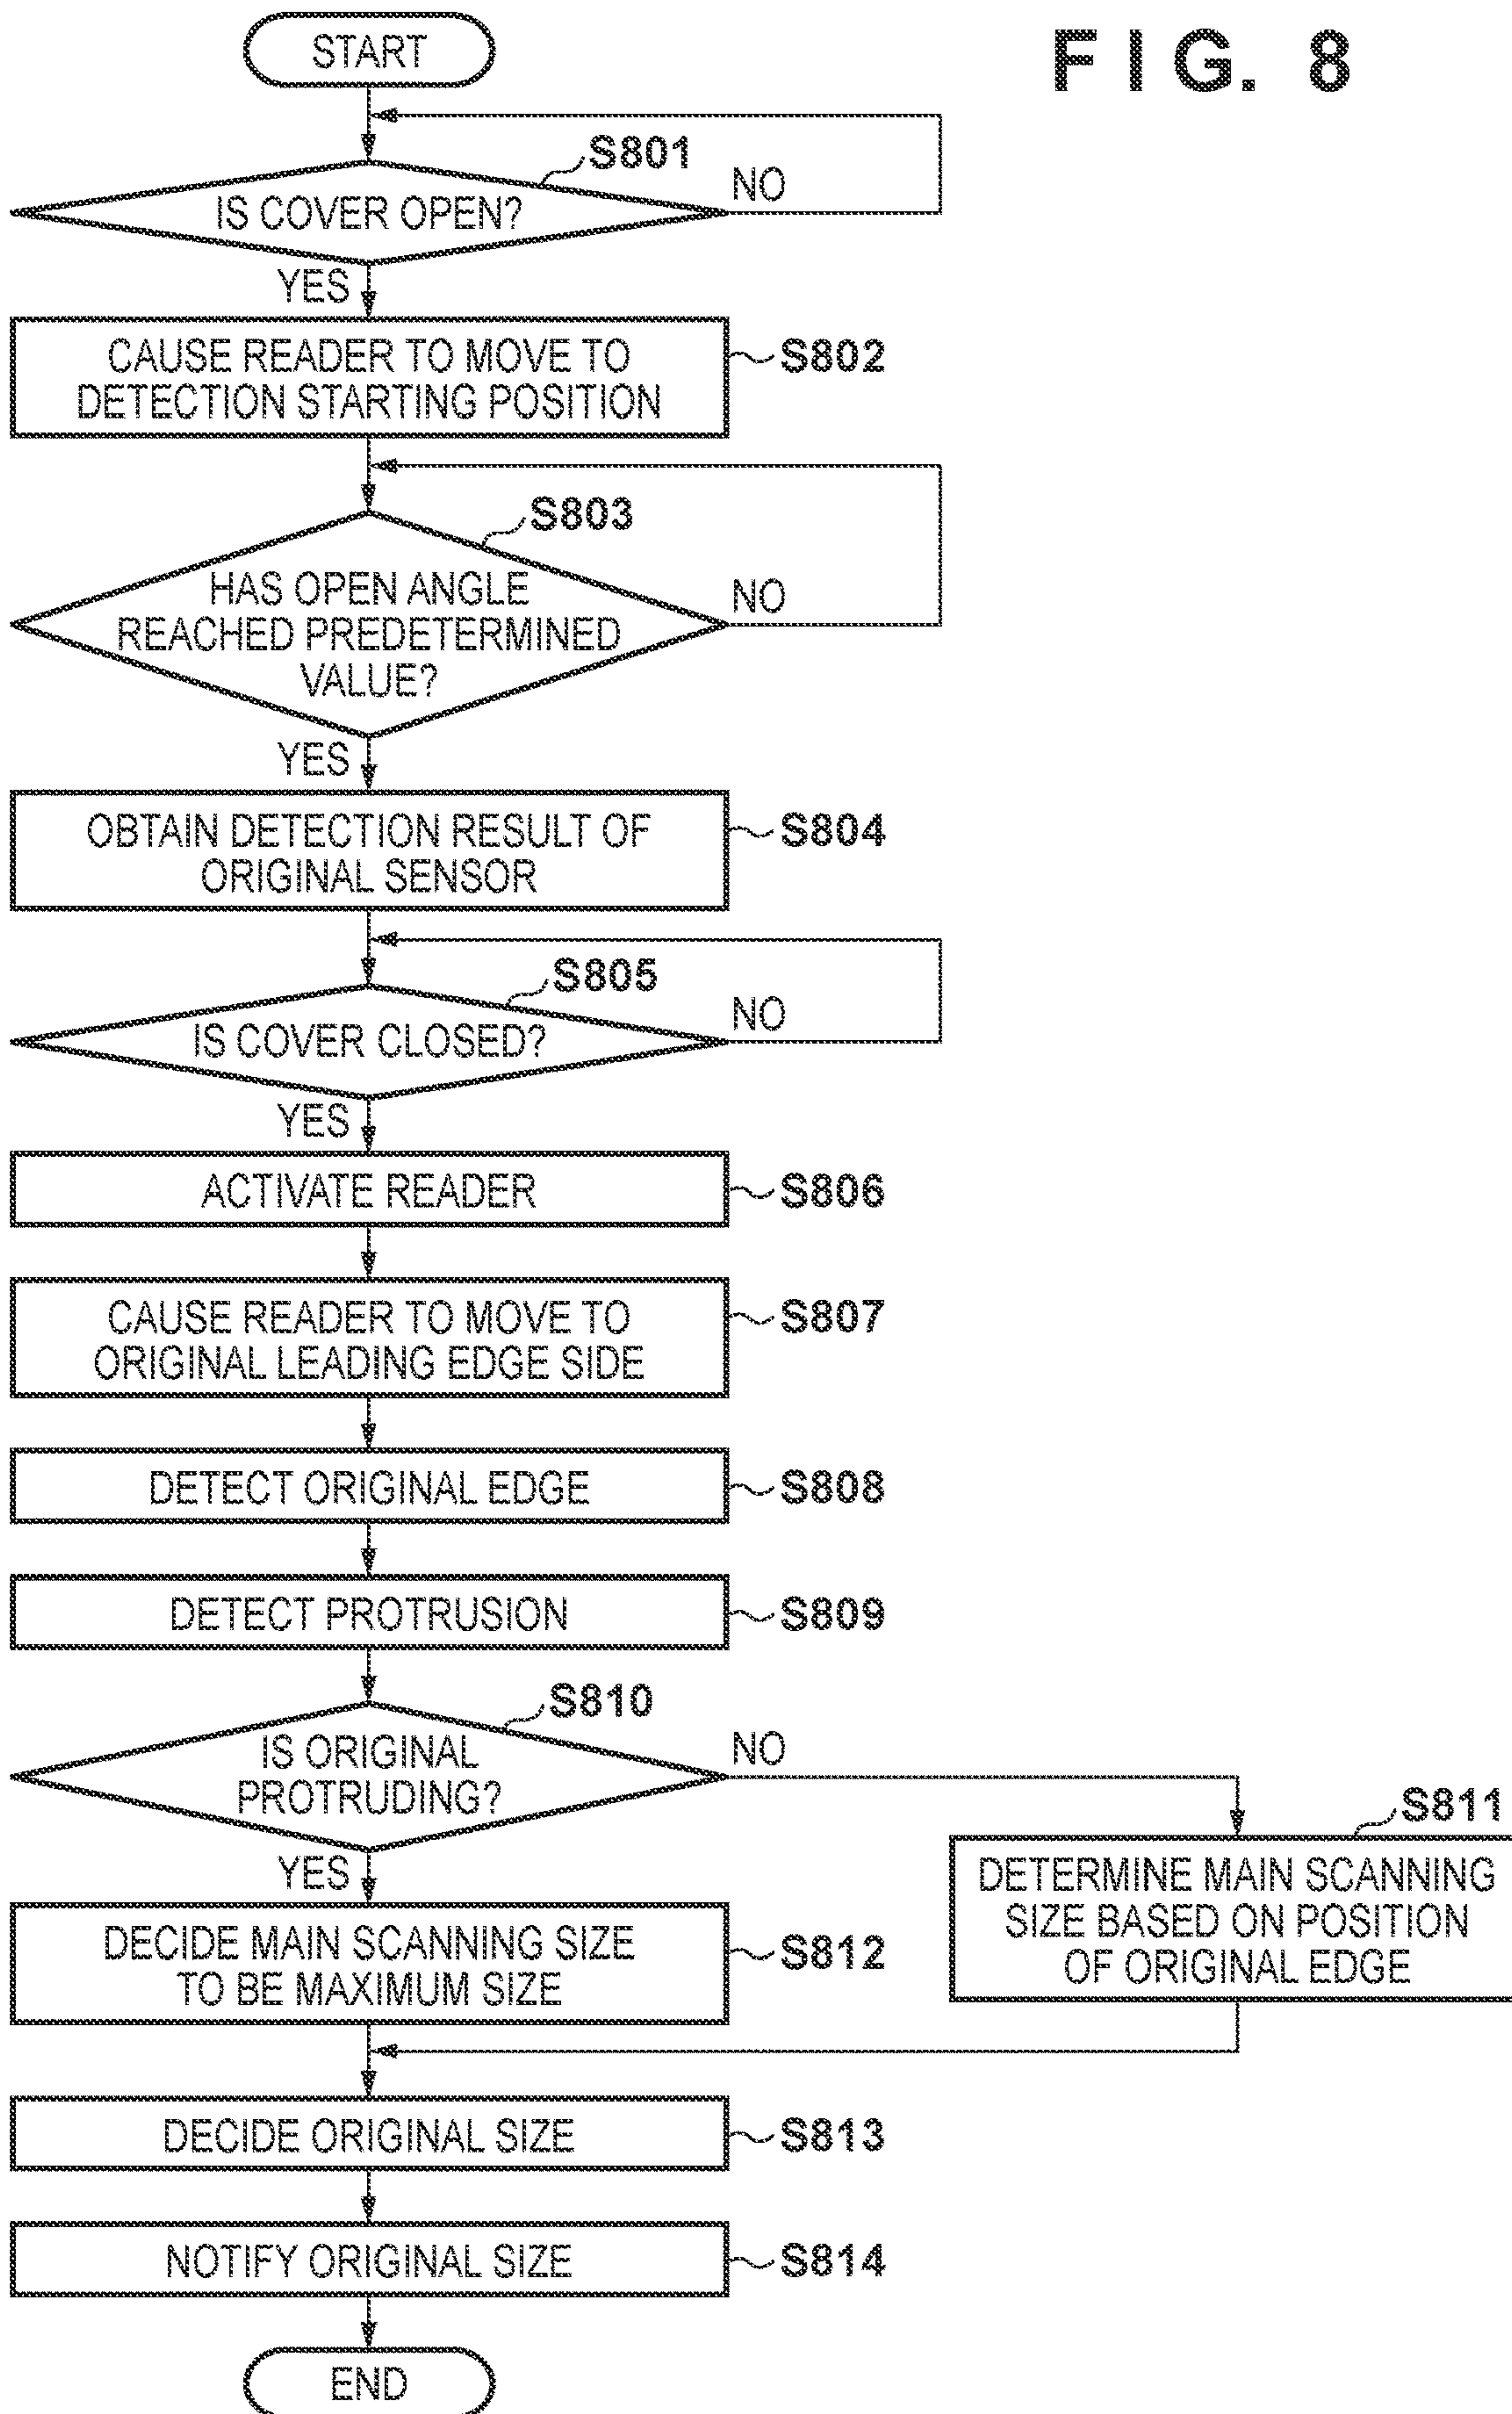 FIG. 8
START
S801
IS COVER OPEN?
NO
YES
CAUSE READER TO MOVE TO
DETECTION STARTING POSITION
S802
S803
HAS OPEN ANGLE
REACHED PREDETERMINED
VALUE?
NO
YES
OBTAIN DETECTION RESULT OF
ORIGINAL SENSOR
S804
S805
IS COVER CLOSED?
NO
YES
ACTIVATE READER
S806
CAUSE READER TO MOVE TO
ORIGINAL LEADING EDGE SIDE
S807
DETECT ORIGINAL EDGE
S808
DETECT PROTRUSION
S809
S810
IS ORIGINAL
PROTRUDING?
NO
YES
S811
DETERMINE MAIN SCANNING
SIZE BASED ON POSITION
OF ORIGINAL EDGE
DECIDE MAIN SCANNING SIZE
TO BE MAXIMUM SIZE
S812
DECIDE ORIGINAL SIZE
S813
NOTIFY ORIGINAL SIZE
S814
END